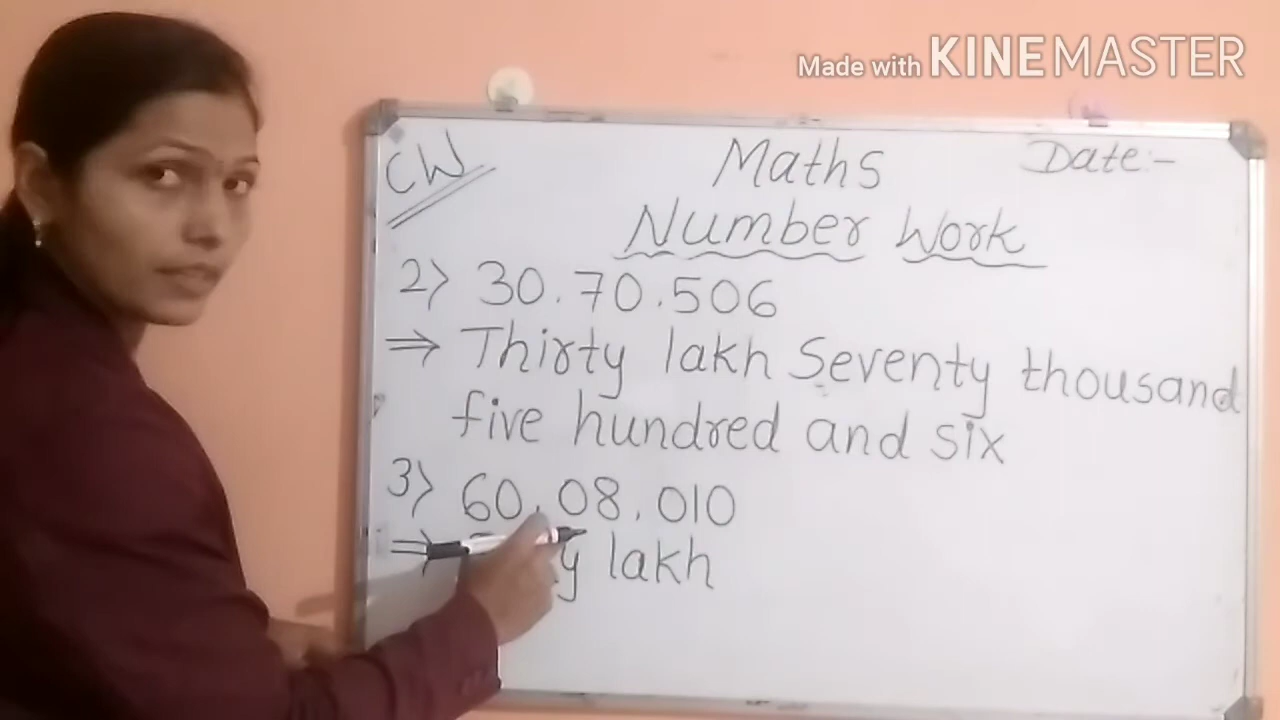 Made with KINEMASTER
CW Maths Date:-
Number Work
2) 30.70.506
⇒ Thirty lakh Seventy thousand
five hundred and six
3) 60,08,010
⇒ lakh